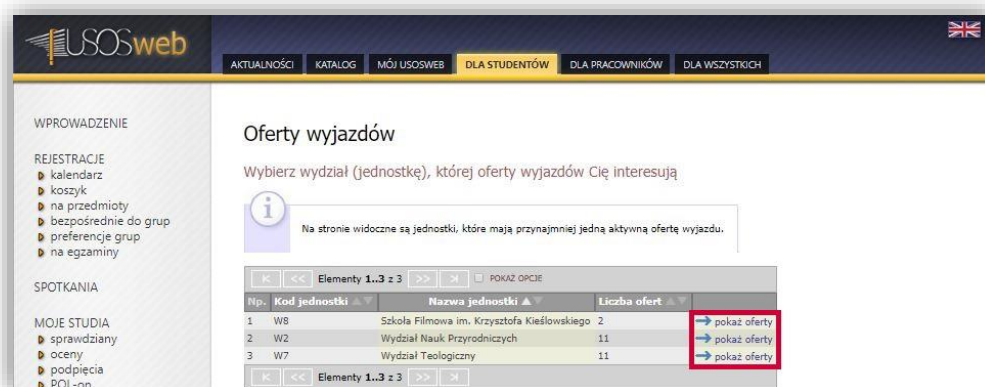 USOSweb
AKTUALNOŚCI KATALOG MÓJ USOSWEB DLA STUDENTÓW DLA PRACOWNIKÓW DLA WSZYSTKICH
WPROWADZENIE
REJESTRACJE
kalendarz
koszyk
na przedmioty
bezpośrednie do grup
preferencje grup
na egzaminy
SPOTKANIA
MOJE STUDIA
sprawdziany
oceny
podpięcia
POL-on
Oferty wyjazdów
Wybierz wydział (jednostkę), której oferty wyjazdów Cię interesują
i
Na stronie widoczne są jednostki, które mają przynajmniej jedną aktywną ofertę wyjazdu.
K << Elementy 1..3 z 3 >> >| POKAŻ OPCJE
Np. Kod jednostki Nazwa jednostki Liczba ofert
1 W8 Szkoła Filmowa im. Krzysztofa Kieślowskiego 2 pokaż oferty
2 W2 Wydział Nauk Przyrodniczych 11 pokaż oferty
3 W7 Wydział Teologiczny 11 pokaż oferty
K << Elementy 1..3 z 3 >> >|